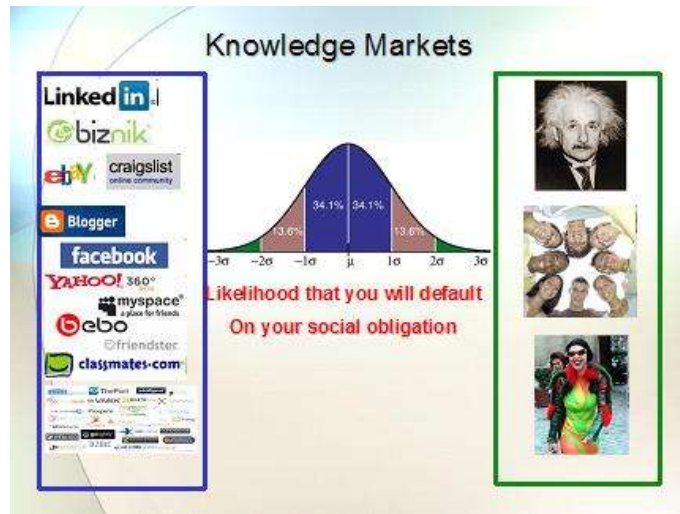 Knowledge Markets
Linked in
biznik
ebay
craigslist
online community
Blogger
facebook
YAHOO! 360°
myspace®
a place for friends
bebo
friendster
classmates.com
34.1% 34.1%
13.6% 13.6%
−3σ −2σ −1σ μ 1σ 2σ 3σ
Likelihood that you will default
On your social obligation